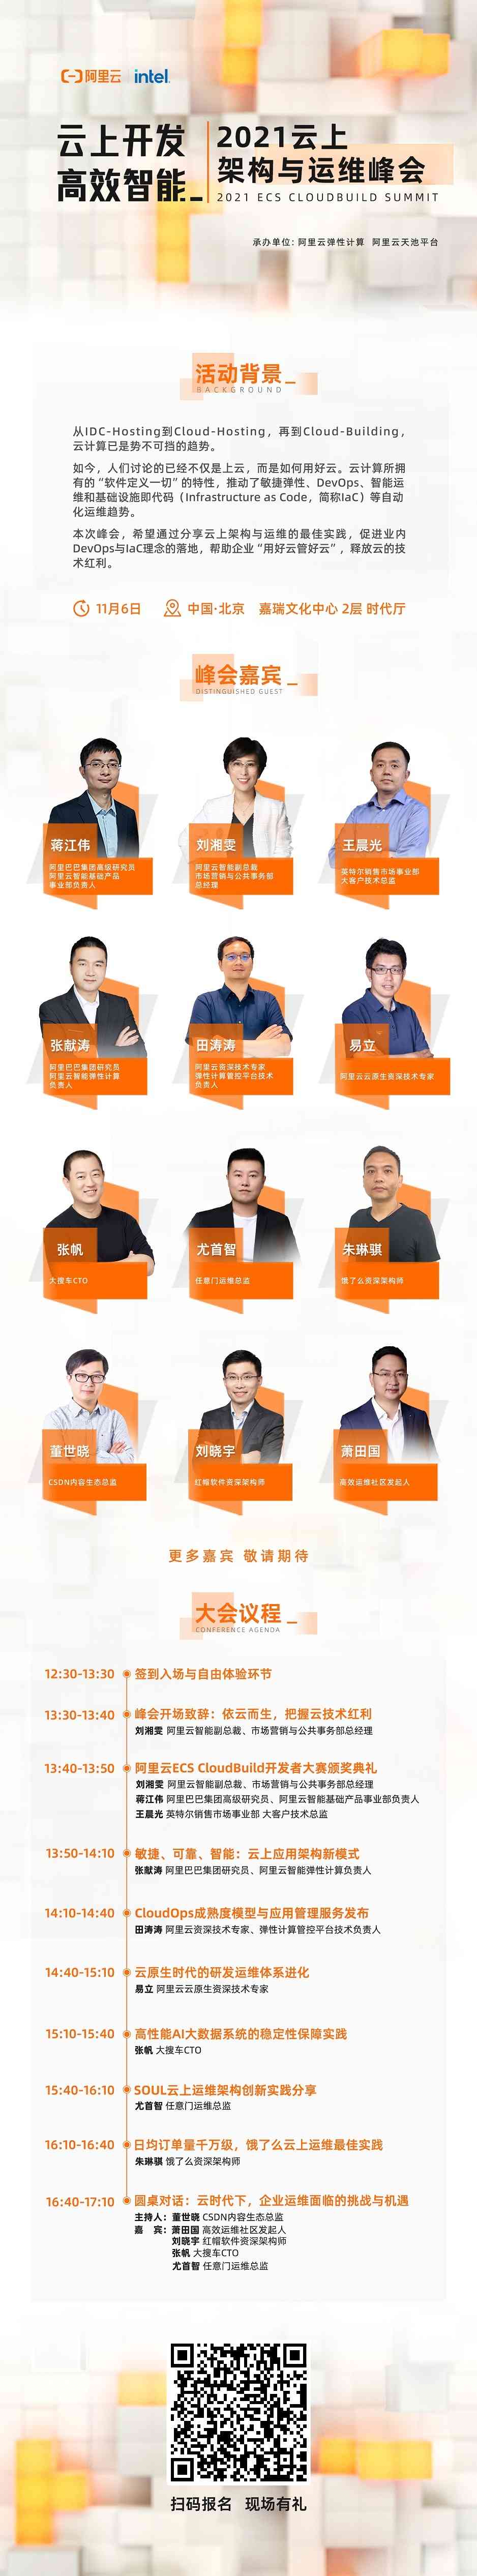 阿里云 intel.
云上开发
高效智能_
2021云上
架构与运维峰会
2021 ECS CLOUDBUILD SUMMIT
承办单位: 阿里云弹性计算 阿里云天池平台
活动背景_
BACKGROUND
从IDC-Hosting到Cloud-Hosting，再到Cloud-Building，
云计算已是势不可挡的趋势。
如今，人们讨论的已经不仅是上云，而是如何用好云。云计算所拥
有的“软件定义一切”的特性，推动了敏捷弹性、DevOps、智能运
维和基础设施即代码（Infrastructure as Code，简称IaC）等自动
化运维趋势。
本次峰会，希望通过分享云上架构与运维的最佳实践，促进业内
DevOps与IaC理念的落地，帮助企业“用好云管好云”，释放云的技
术红利。
11月6日 中国·北京 嘉瑞文化中心 2层 时代厅
峰会嘉宾_
DISTINGUISHED GUEST
蒋江伟
阿里巴巴集团高级研究员
阿里云智能基础产品
事业部负责人
刘湘雯
阿里云智能副总裁
市场营销与公共事务部
总经理
王晨光
英特尔销售市场事业部
大客户技术总监
张献涛
阿里巴巴集团研究员
阿里云智能弹性计算
负责人
田涛涛
阿里云资深技术专家
弹性计算管控平台技术
负责人
易立
阿里云云原生资深技术专家
张帆
大搜车CTO
尤首智
任意门运维总监
朱琳骐
饿了么资深架构师
董世晓
CSDN内容生态总监
刘晓宇
红帽软件资深架构师
萧田国
高效运维社区发起人
更多嘉宾 敬请期待
大会议程_
CONFERENCE AGENDA
12:30-13:30 签到入场与自由体验环节
13:30-13:40 峰会开场致辞：依云而生，把握云技术红利
刘湘雯 阿里云智能副总裁、市场营销与公共事务部总经理
13:40-13:50 阿里云ECS CloudBuild开发者大赛颁奖典礼
刘湘雯 阿里云智能副总裁、市场营销与公共事务部总经理
蒋江伟 阿里巴巴集团高级研究员、阿里云智能基础产品事业部负责人
王晨光 英特尔销售市场事业部 大客户技术总监
13:50-14:10 敏捷、可靠、智能：云上应用架构新模式
张献涛 阿里巴巴集团研究员、阿里云智能弹性计算负责人
14:10-14:40 CloudOps成熟度模型与应用管理服务发布
田涛涛 阿里云资深技术专家、弹性计算管控平台技术负责人
14:40-15:10 云原生时代的研发运维体系进化
易立 阿里云云原生资深技术专家
15:10-15:40 高性能AI大数据系统的稳定性保障实践
张帆 大搜车CTO
15:40-16:10 SOUL云上运维架构创新实践分享
尤首智 任意门运维总监
16:10-16:40 日均订单量千万级，饿了么云上运维最佳实践
朱琳骐 饿了么资深架构师
16:40-17:10 圆桌对话：云时代下，企业运维面临的挑战与机遇
主持人：董世晓 CSDN内容生态总监
嘉 宾：萧田国 高效运维社区发起人
刘晓宇 红帽软件资深架构师
张帆 大搜车CTO
尤首智 任意门运维总监
扫码报名 现场有礼